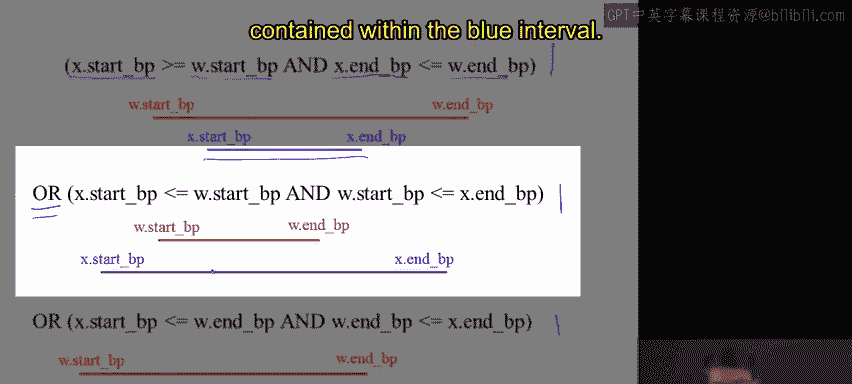 contained within the blue interval.
GPT中英字幕课程资源@bilibili.com
(x.start_bp >= w.start_bp AND x.end_bp <= w.end_bp)
w.start_bp w.end_bp
x.start_bp x.end_bp
OR (x.start_bp <= w.start_bp AND w.start_bp <= x.end_bp)
w.start_bp w.end_bp
x.start_bp x.end_bp
OR (x.start_bp <= w.end_bp AND w.end_bp <= x.end_bp)
w.start_bp w.end_bp